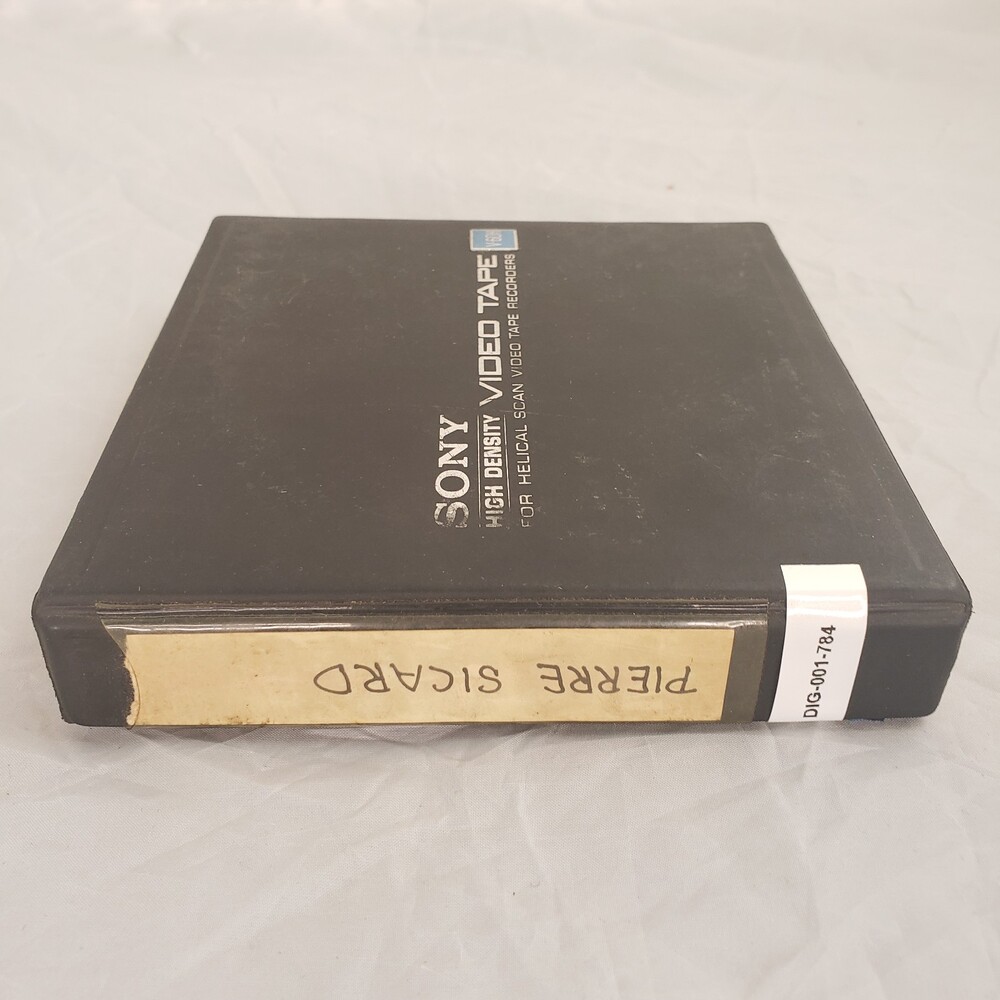 SONY
HIGH DENSITY VIDEO TAPE
FOR HELICAL SCAN VIDEO TAPE RECORDERS
PIERRE SICARD
DIG-001-784